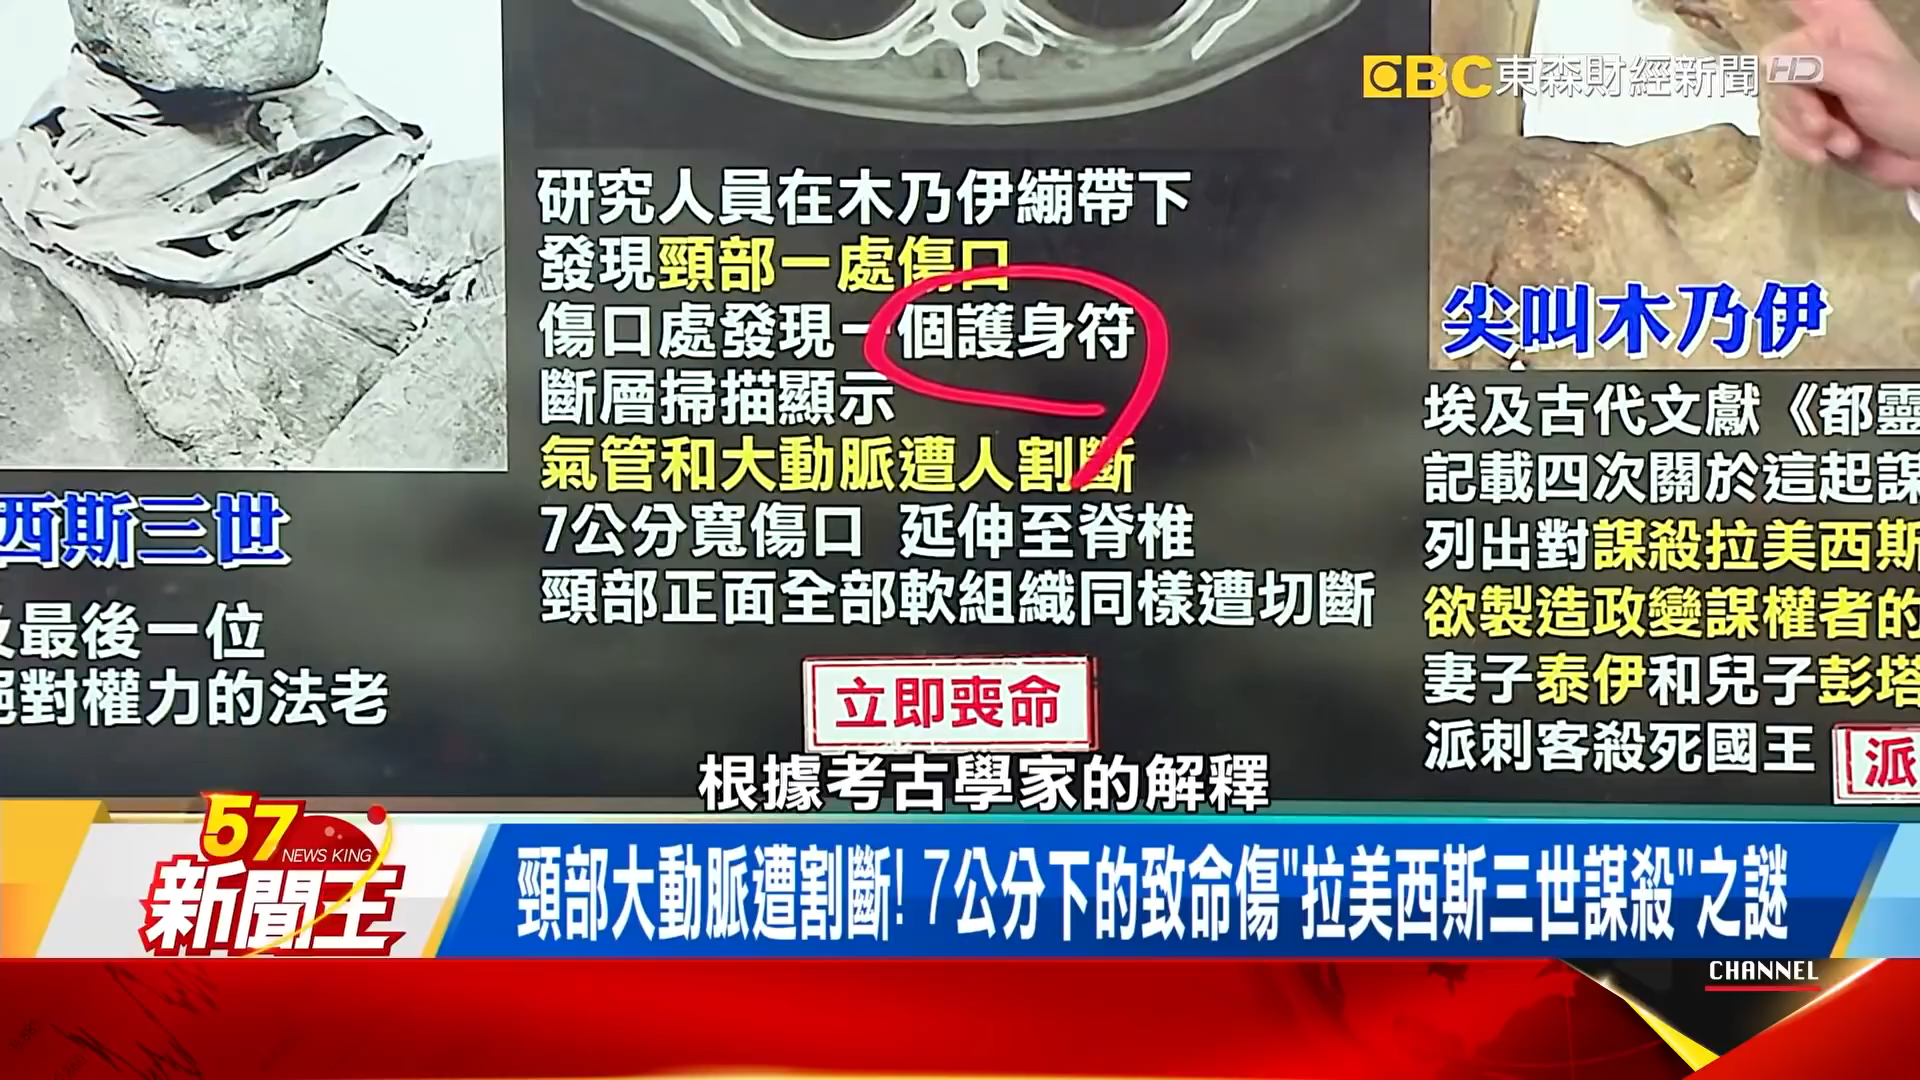 EBC 東森財經新聞 HD
研究人員在木乃伊繃帶下
發現頸部一處傷口
傷口處發現一個護身符
斷層掃描顯示
氣管和大動脈遭人割斷
7公分寬傷口 延伸至脊椎
頸部正面全部軟組織同樣遭切斷
立即喪命
西斯三世
及最後一位
絕對權力的法老
尖叫木乃伊
埃及古代文獻《都靈
記載四次關於這起謀
列出對謀殺拉美西斯
欲製造政變謀權者的
妻子泰伊和兒子彭塔
派刺客殺死國王
派
根據考古學家的解釋
57 NEWS KING
新聞王
頸部大動脈遭割斷! 7公分下的致命傷"拉美西斯三世謀殺"之謎
CHANNEL